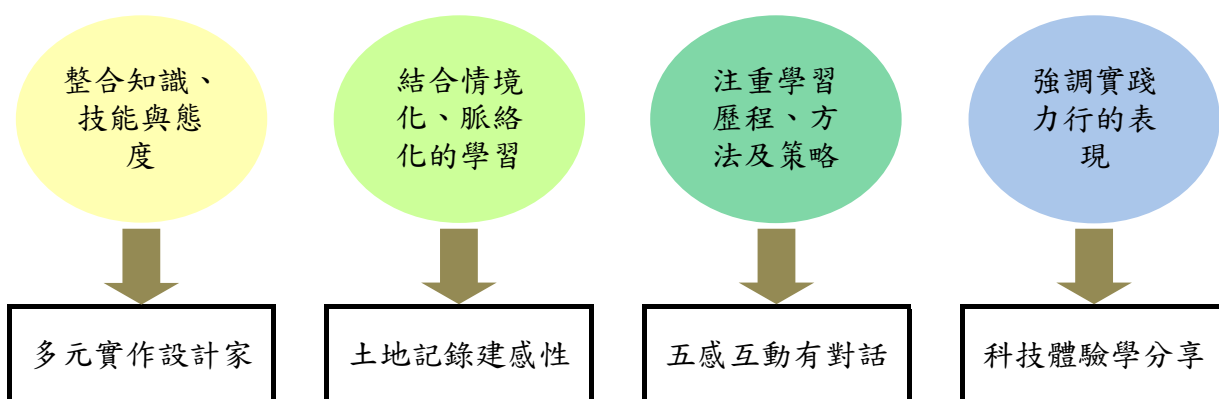 整合知識、
技能與態
度
結合情境
化、脈絡
化的學習
注重學習
歷程、方
法及策略
強調實踐
力行的表
現
多元實作設計家
土地記錄建感性
五感互動有對話
科技體驗學分享